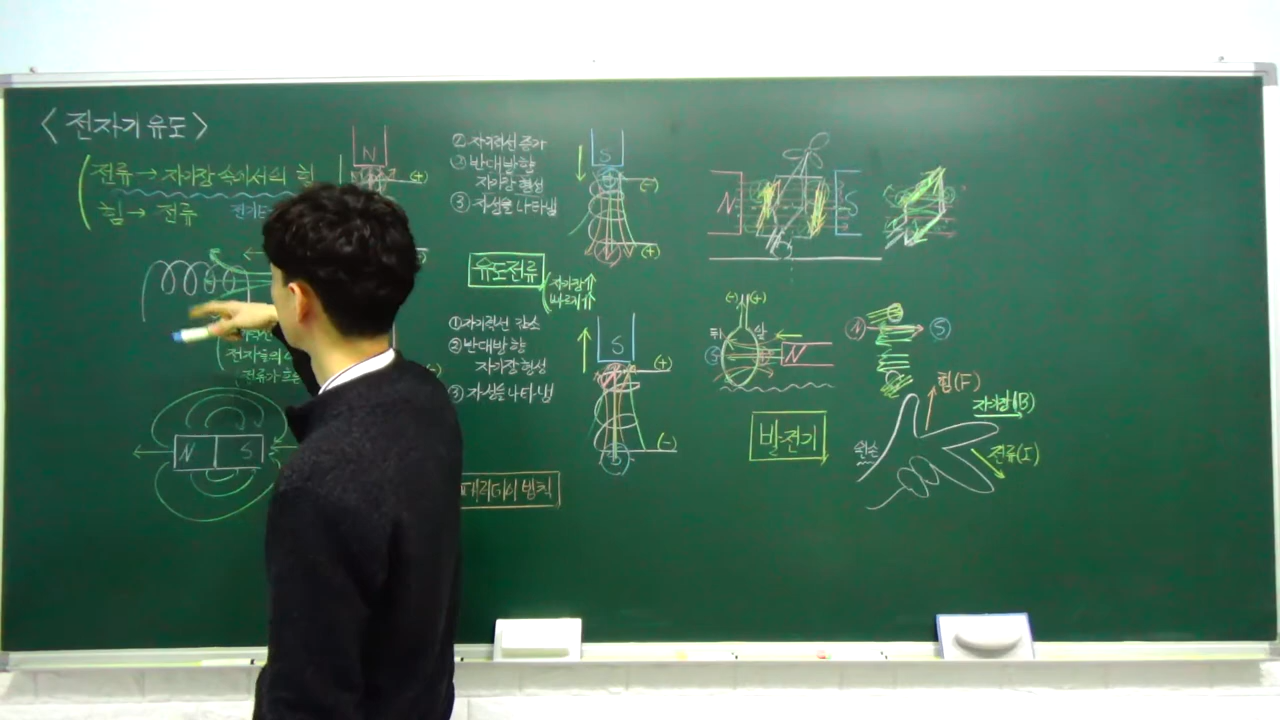 <전자기유도>
전류 → 자기장 속에서의 힘
힘 → 전류
N
(+)
N S
② 자기력선 증가
② 반대방향
자기장 형성
③ 자성을 나타냄
S
(-)
N
(+)
유도전류
자기장⇑
빠르게⇑
①자기력선 감소
②반대방향
자기장 형성
③ 자성을 나타냄
S
(+)
N
(-)
S
패러데이 법칙
N S
(-) (+)
뒤 앞
S
N
N S
발전기
왼손
힘(F)
자기장(B)
전류(I)